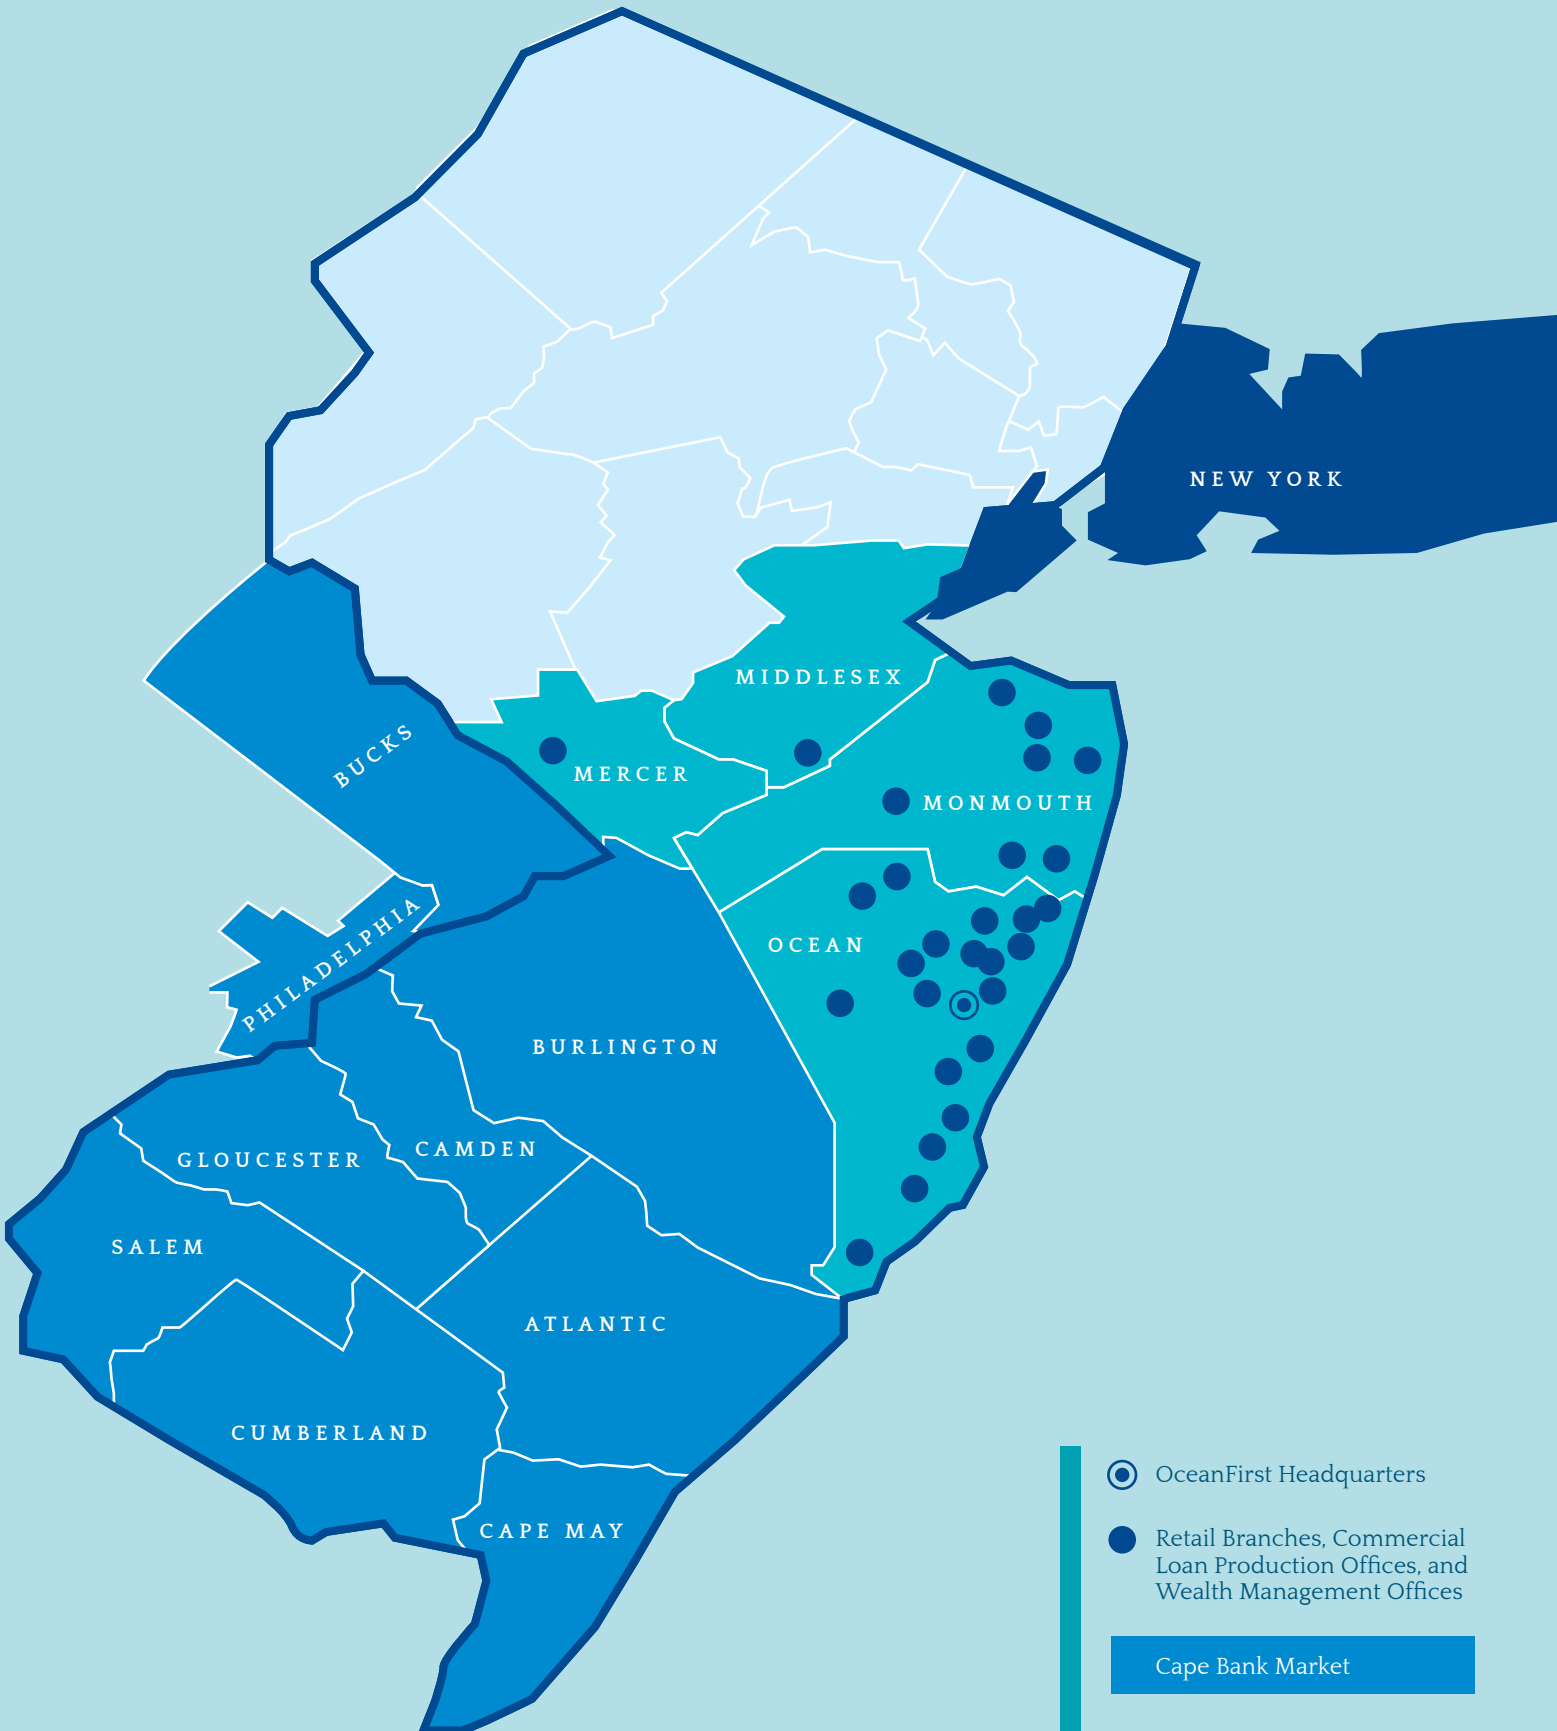 NEW YORK
MIDDLESEX
BUCKS
MERCER
MONMOUTH
PHILADELPHIA
OCEAN
BURLINGTON
CAMDEN
GLOUCESTER
SALEM
ATLANTIC
CUMBERLAND
CAPE MAY
OceanFirst Headquarters
Retail Branches, Commercial
Loan Production Offices, and
Wealth Management Offices
Cape Bank Market